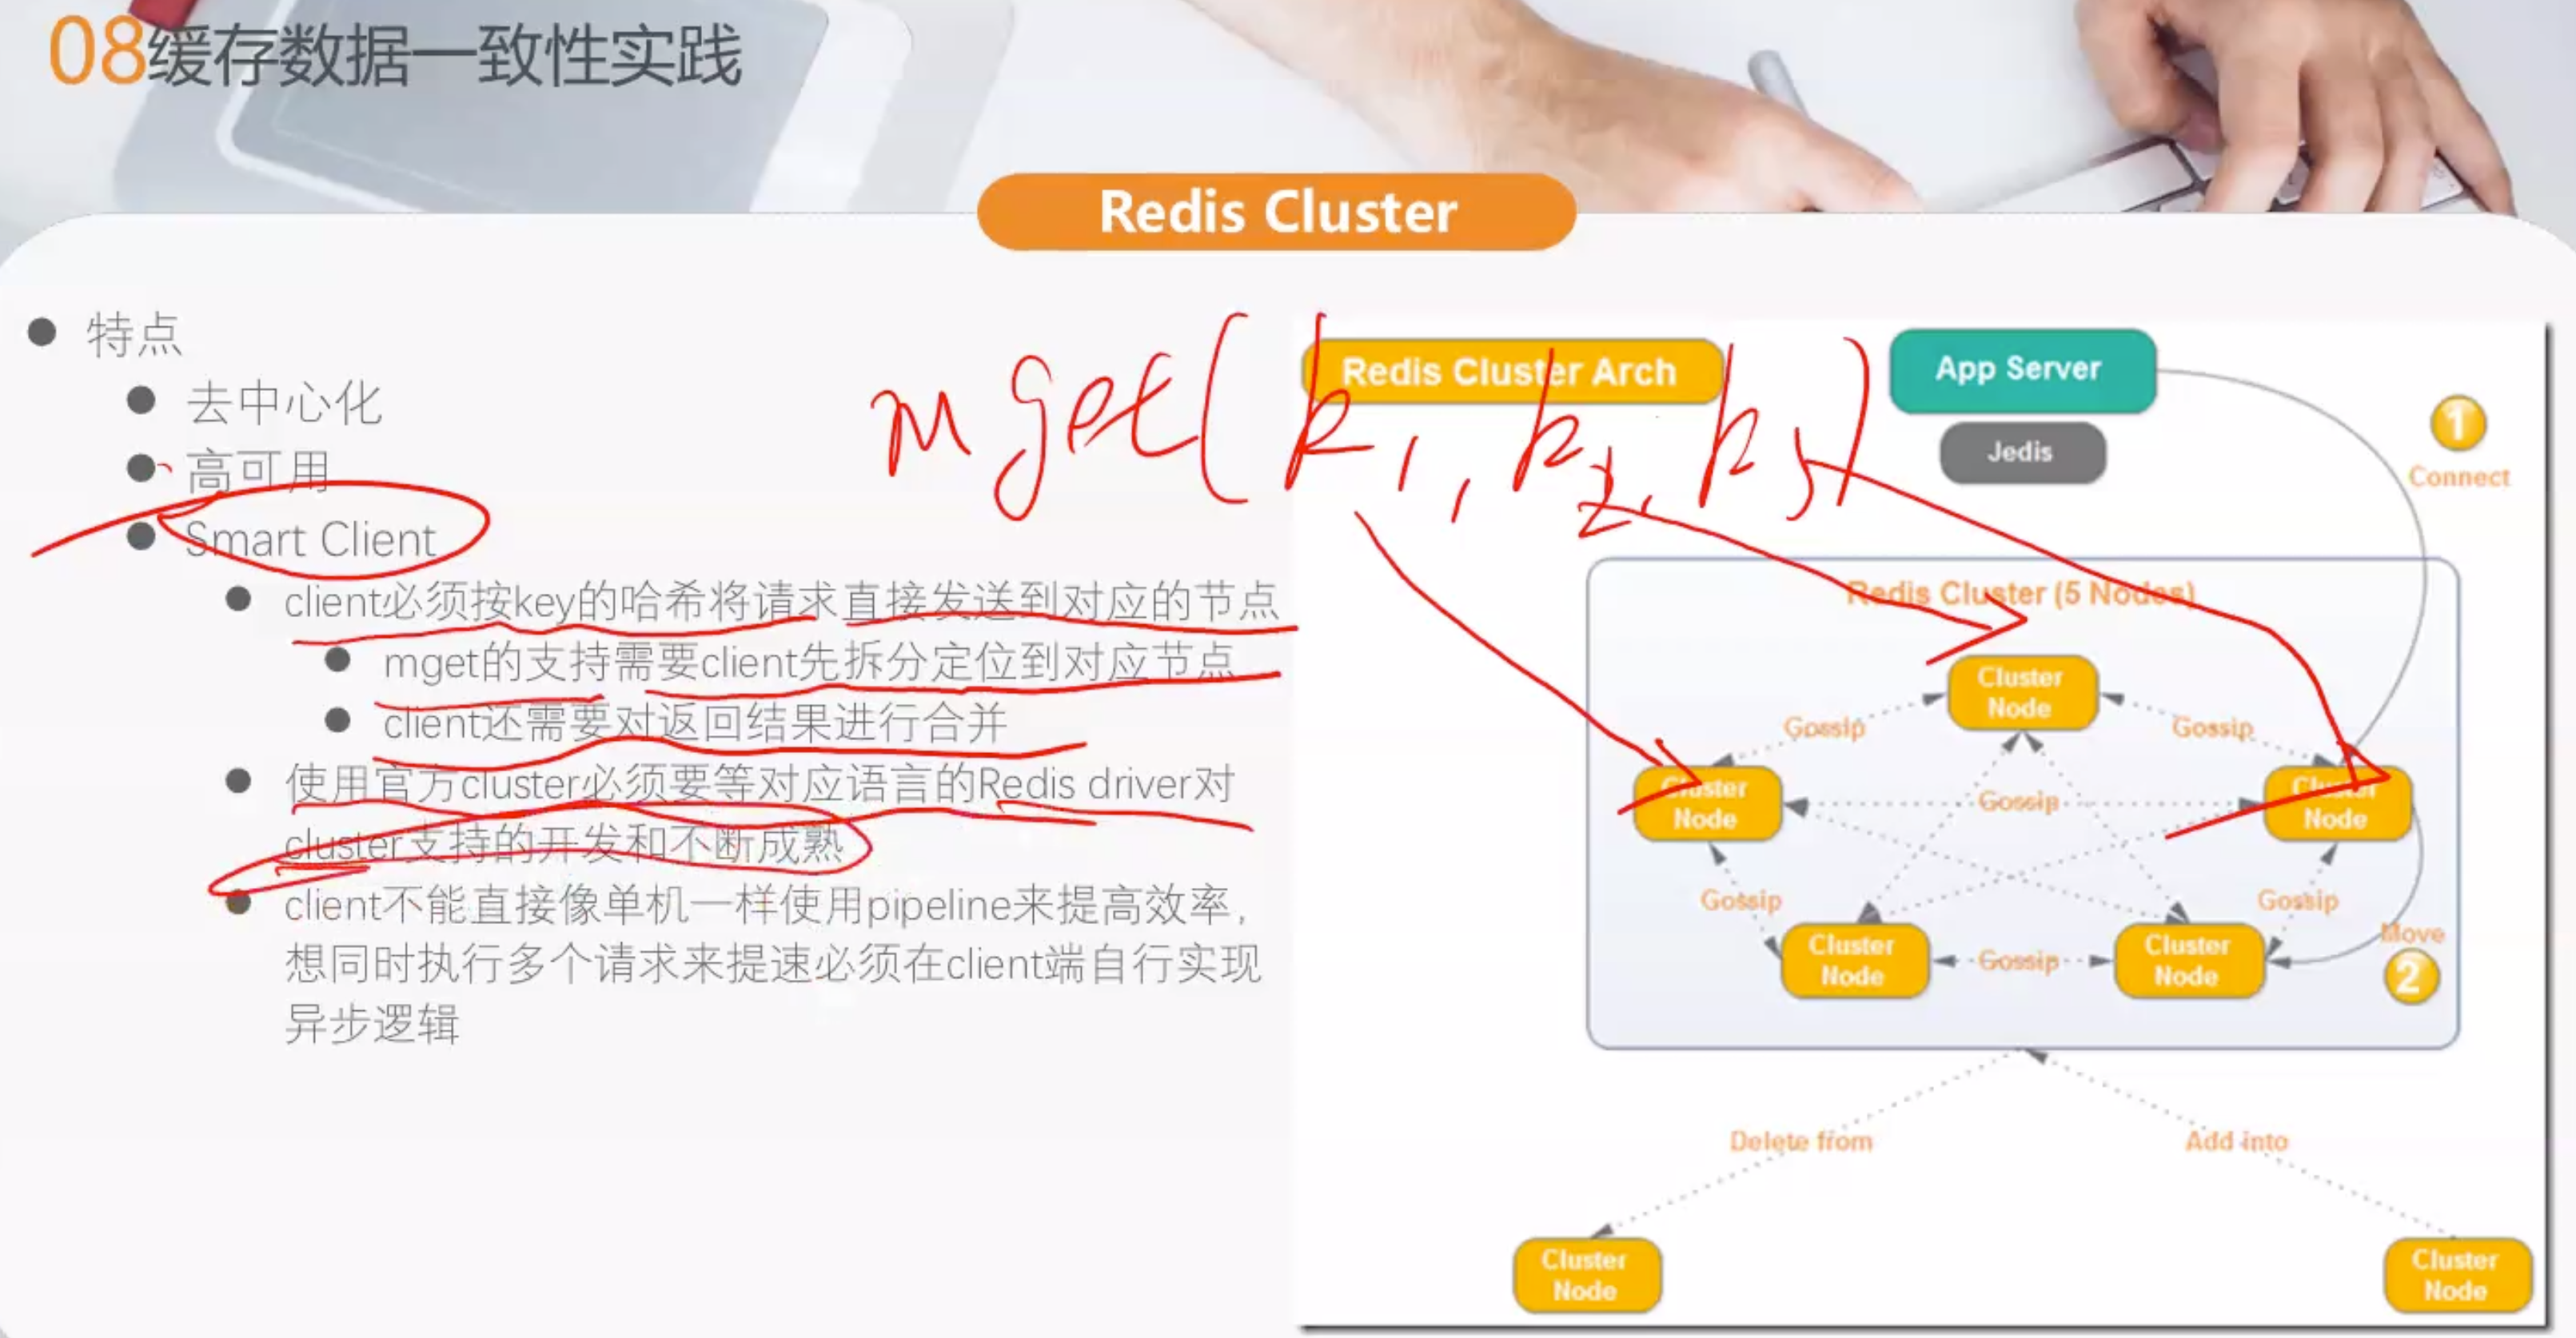 08缓存数据一致性实践
Redis Cluster
特点
去中心化
高可用
Smart Client
client必须按key的哈希将请求直接发送到对应的节点
mget的支持需要client先拆分定位到对应节点
client还需要对返回结果进行合并
使用官方cluster必须要等对应语言的Redis driver对
cluster支持的开发和不断成熟
client不能直接像单机一样使用pipeline来提高效率，
想同时执行多个请求来提速必须在client端自行实现
异步逻辑
mget(k1, k2, k3)
Redis Cluster Arch
App Server
Jedis
1
Connect
Redis Cluster (5 Nodes)
Cluster
Node
Gossip
Gossip
Cluster
Node
Gossip
Cluster
Node
Gossip
Gossip
Move
2
Cluster
Node
Gossip
Cluster
Node
Delete from
Add into
Cluster
Node
Cluster
Node